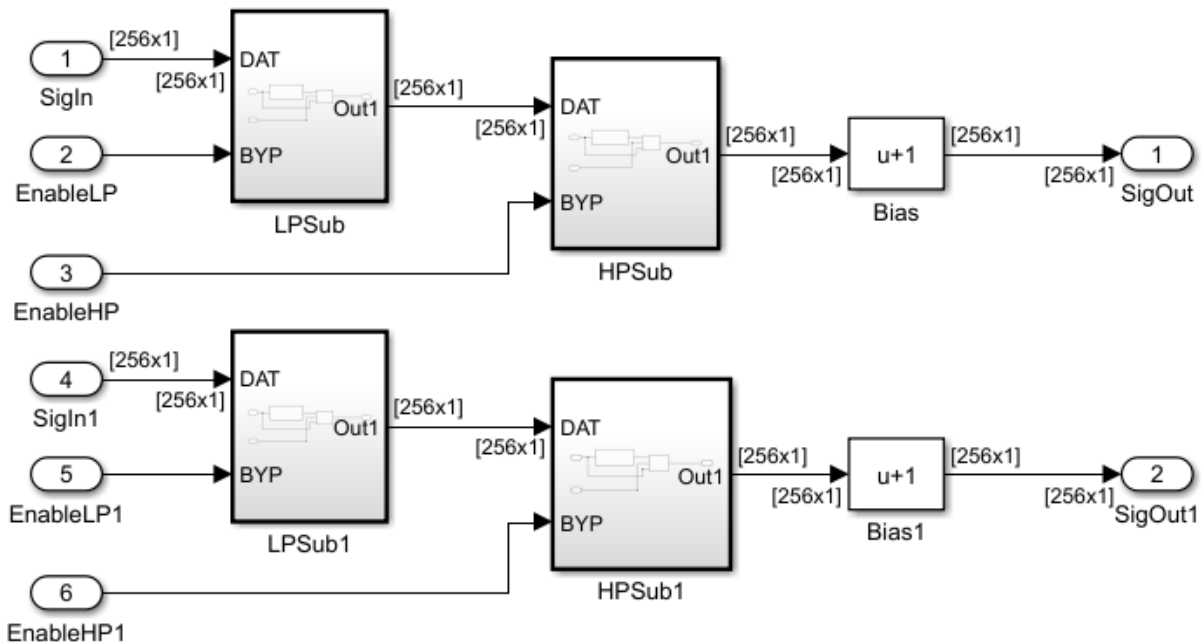 [256x1]
1
SigIn
[256x1]
DAT
Out1
BYP
LPSub
2
EnableLP
[256x1]
[256x1]
DAT
Out1
BYP
HPSub
3
EnableHP
[256x1]
[256x1]
u+1
Bias
[256x1]
[256x1]
1
SigOut
[256x1]
4
SigIn1
[256x1]
DAT
Out1
BYP
LPSub1
5
EnableLP1
[256x1]
[256x1]
DAT
Out1
BYP
HPSub1
6
EnableHP1
[256x1]
[256x1]
u+1
Bias1
[256x1]
[256x1]
2
SigOut1